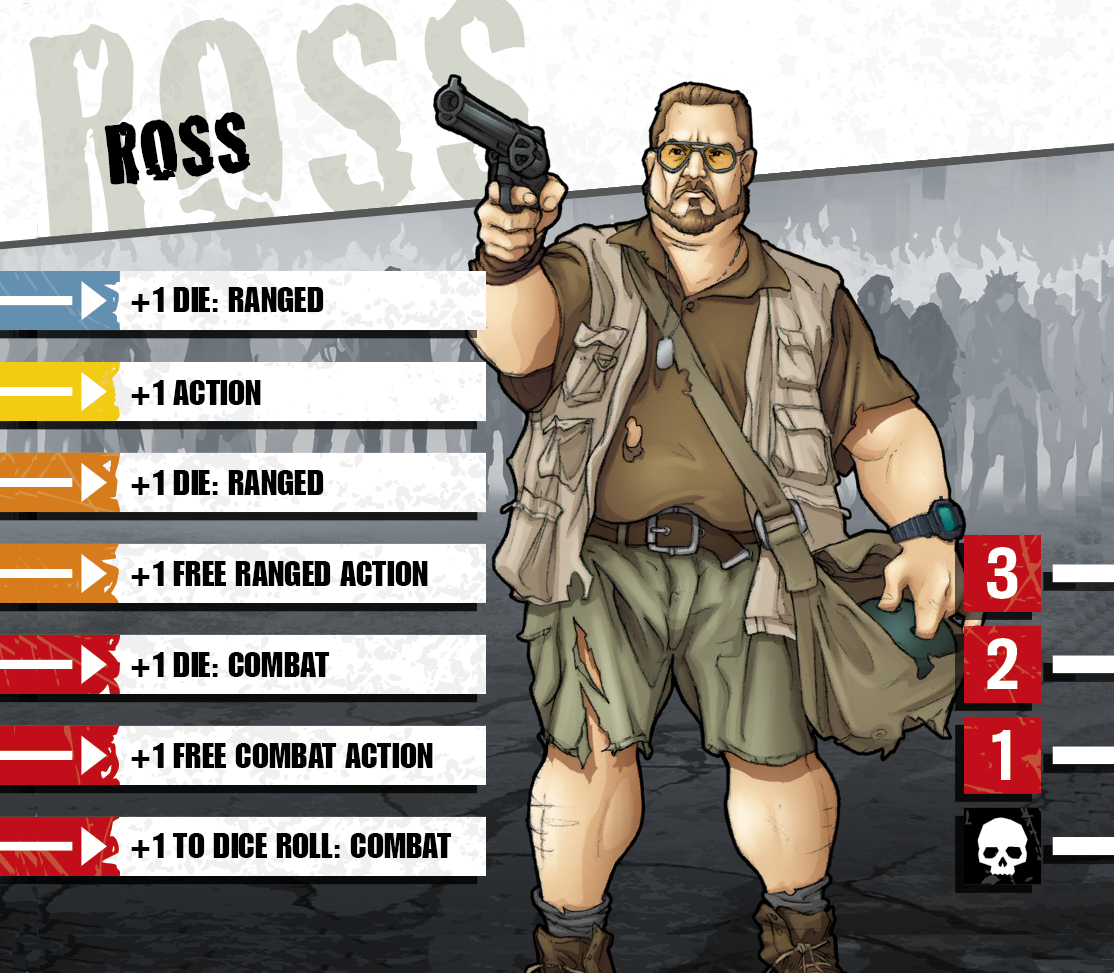 ROSS
ROSS
+1 DIE: RANGED
+1 ACTION
+1 DIE: RANGED
+1 FREE RANGED ACTION
+1 DIE: COMBAT
+1 FREE COMBAT ACTION
+1 TO DICE ROLL: COMBAT
3
2
1